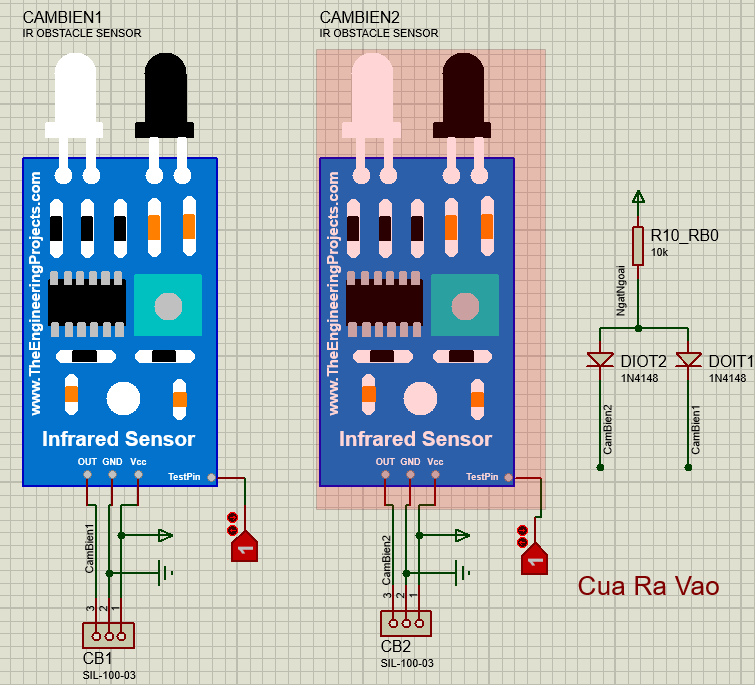 CAMBIEN1
IR OBSTACLE SENSOR
www.TheEngineeringProjects.com
Infrared Sensor
OUT GND Vcc
TestPin
CamBien1
1
3
2
1
CB1
SIL-100-03
CAMBIEN2
IR OBSTACLE SENSOR
www.TheEngineeringProjects.com
Infrared Sensor
OUT GND Vcc
TestPin
CamBien2
1
3
2
1
CB2
SIL-100-03
R10_RB0
10k
NgatNgoai
DIOT2
1N4148
DOIT1
1N4148
CamBien2
CamBien1
Cua Ra Vao